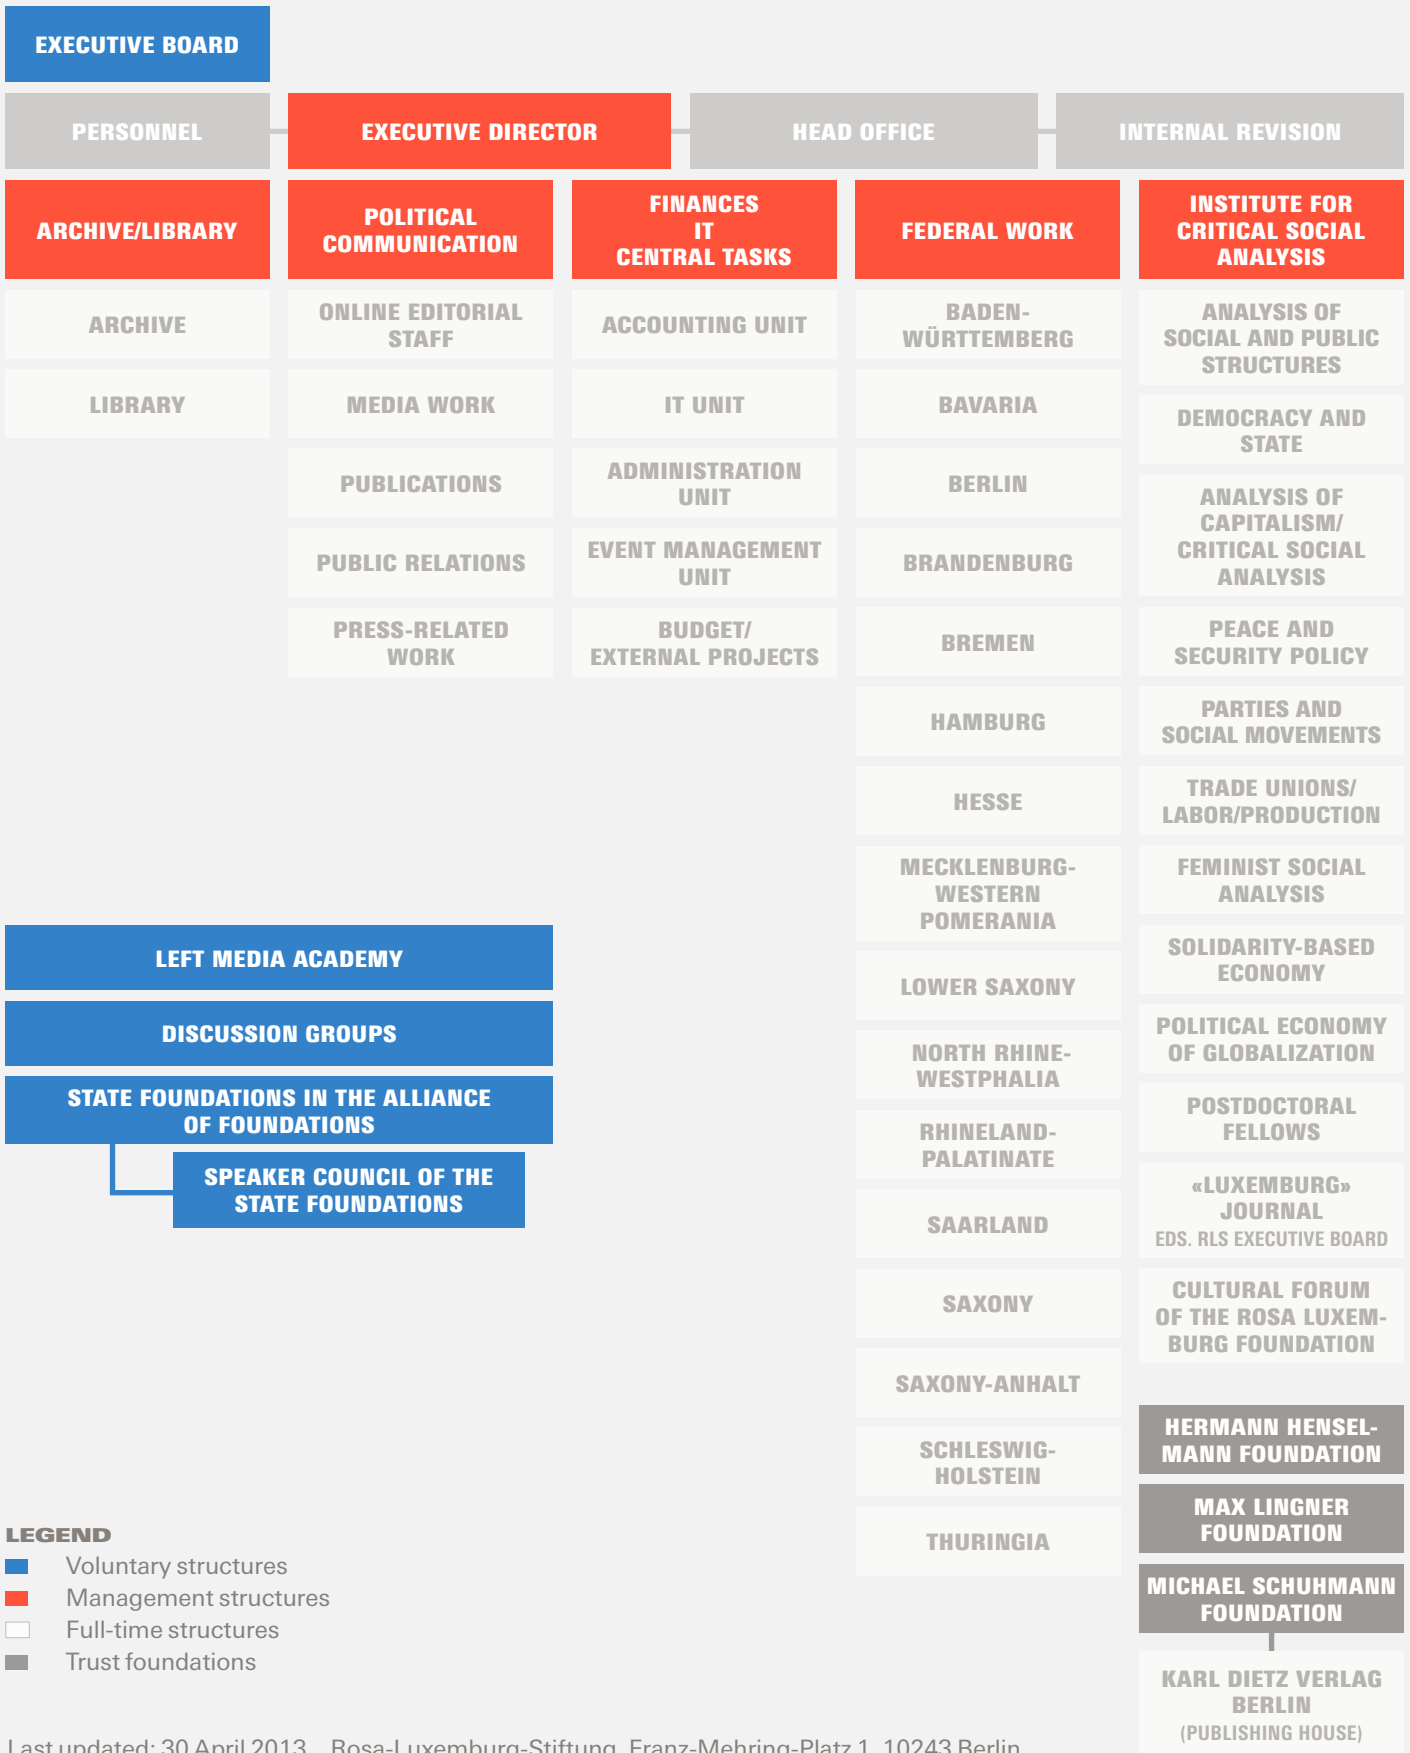 EXECUTIVE BOARD
PERSONNEL
EXECUTIVE DIRECTOR
HEAD OFFICE
INTERNAL REVISION
ARCHIVE/LIBRARY
POLITICAL
COMMUNICATION
FINANCES
IT
CENTRAL TASKS
FEDERAL WORK
INSTITUTE FOR
CRITICAL SOCIAL
ANALYSIS
ARCHIVE
LIBRARY
ONLINE EDITORIAL
STAFF
MEDIA WORK
PUBLICATIONS
PUBLIC RELATIONS
PRESS-RELATED
WORK
ACCOUNTING UNIT
IT UNIT
ADMINISTRATION
UNIT
EVENT MANAGEMENT
UNIT
BUDGET/
EXTERNAL PROJECTS
BADEN-
WÜRTTEMBERG
BAVARIA
BERLIN
BRANDENBURG
BREMEN
HAMBURG
HESSE
MECKLENBURG-
WESTERN
POMERANIA
LOWER SAXONY
NORTH RHINE-
WESTPHALIA
RHINELAND-
PALATINATE
SAARLAND
SAXONY
SAXONY-ANHALT
SCHLESWIG-
HOLSTEIN
THURINGIA
ANALYSIS OF
SOCIAL AND PUBLIC
STRUCTURES
DEMOCRACY AND
STATE
ANALYSIS OF
CAPITALISM/
CRITICAL SOCIAL
ANALYSIS
PEACE AND
SECURITY POLICY
PARTIES AND
SOCIAL MOVEMENTS
TRADE UNIONS/
LABOR/PRODUCTION
FEMINIST SOCIAL
ANALYSIS
SOLIDARITY-BASED
ECONOMY
POLITICAL ECONOMY
OF GLOBALIZATION
POSTDOCTORAL
FELLOWS
«LUXEMBURG»
JOURNAL
EDS. RLS EXECUTIVE BOARD
CULTURAL FORUM
OF THE ROSA LUXEM-
BURG FOUNDATION
HERMANN HENSEL-
MANN FOUNDATION
MAX LINGNER
FOUNDATION
MICHAEL SCHUHMANN
FOUNDATION
KARL DIETZ VERLAG
BERLIN
(PUBLISHING HOUSE)
LEFT MEDIA ACADEMY
DISCUSSION GROUPS
STATE FOUNDATIONS IN THE ALLIANCE
OF FOUNDATIONS
SPEAKER COUNCIL OF THE
STATE FOUNDATIONS
LEGEND
Voluntary structures
Management structures
Full-time structures
Trust foundations
Last updated: 30 April 2013 Rosa-Luxemburg-Stiftung, Franz-Mehring-Platz 1, 10243 Berlin